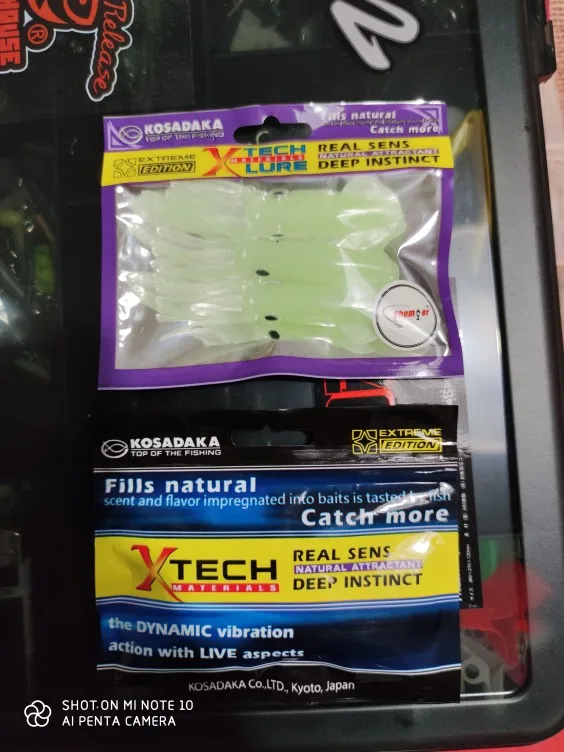 Release
®
HOUSE
KOSADAKA
TOP OF THE FISHING
Fills natural
Catch more
EXTREME
EDITION
XTECH
MATERIALS
LURE
REAL SENS
NATURAL ATTRACTANT
DEEP INSTINCT
KOSADAKA
TOP OF THE FISHING
EXTREME
EDITION
Fills natural
scent and flavor impregnated into baits is tasted by fish
Catch more
XTECH
MATERIALS
REAL SENS
NATURAL ATTRACTANT
DEEP INSTINCT
the DYNAMIC vibration
action with LIVE aspects
KOSADAKA Co.,LTD., Kyoto, Japan
SHOT ON MI NOTE 10
AI PENTA CAMERA